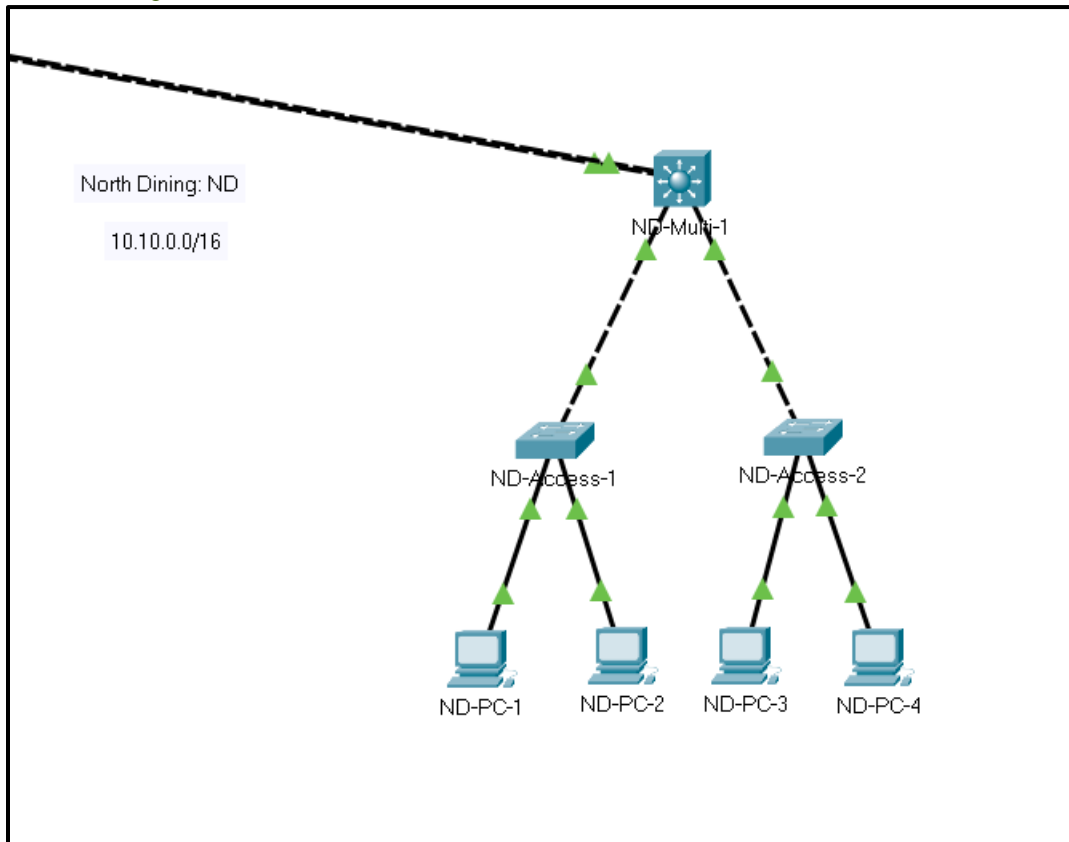 North Dining: ND
10.10.0.0/16
ND-Multi-1
ND-Access-1
ND-Access-2
ND-PC-1
ND-PC-2
ND-PC-3
ND-PC-4